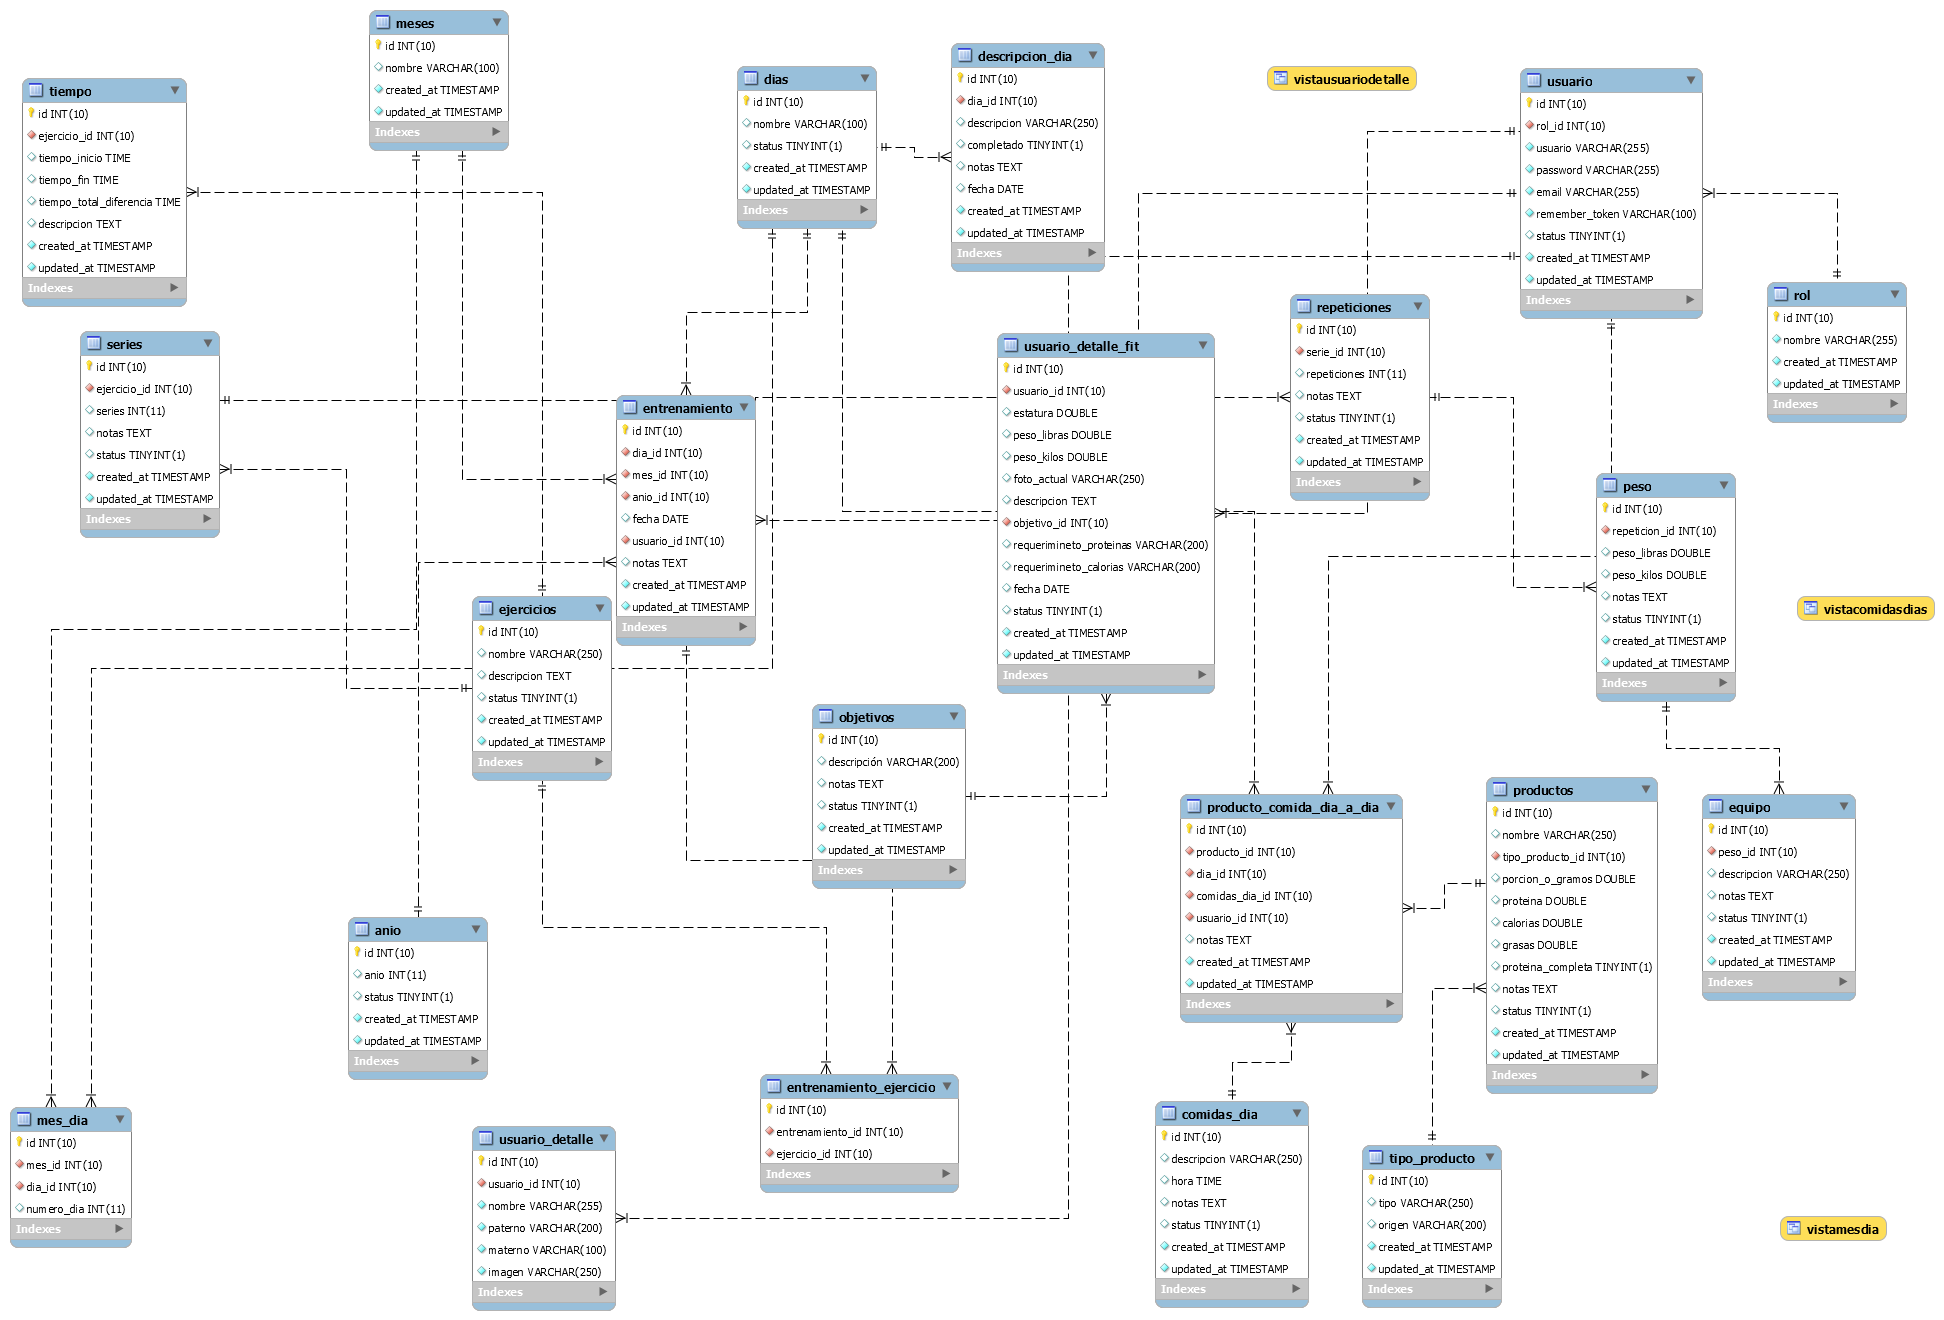 meses
id INT(10)
nombre VARCHAR(100)
created_at TIMESTAMP
updated_at TIMESTAMP
Indexes
tiempo
id INT(10)
ejercicio_id INT(10)
tiempo_inicio TIME
tiempo_fin TIME
tiempo_total_diferencia TIME
descripcion TEXT
created_at TIMESTAMP
updated_at TIMESTAMP
Indexes
dias
id INT(10)
nombre VARCHAR(100)
status TINYINT(1)
created_at TIMESTAMP
updated_at TIMESTAMP
Indexes
descripcion_dia
id INT(10)
dia_id INT(10)
descripcion VARCHAR(250)
completado TINYINT(1)
notas TEXT
fecha DATE
created_at TIMESTAMP
updated_at TIMESTAMP
Indexes
vistausuariodetalle
usuario
id INT(10)
rol_id INT(10)
usuario VARCHAR(255)
password VARCHAR(255)
email VARCHAR(255)
remember_token VARCHAR(100)
status TINYINT(1)
created_at TIMESTAMP
updated_at TIMESTAMP
Indexes
rol
id INT(10)
nombre VARCHAR(255)
created_at TIMESTAMP
updated_at TIMESTAMP
Indexes
series
id INT(10)
ejercicio_id INT(10)
series INT(11)
notas TEXT
status TINYINT(1)
created_at TIMESTAMP
updated_at TIMESTAMP
Indexes
entrenamiento
id INT(10)
dia_id INT(10)
mes_id INT(10)
anio_id INT(10)
fecha DATE
usuario_id INT(10)
notas TEXT
created_at TIMESTAMP
updated_at TIMESTAMP
Indexes
usuario_detalle_fit
id INT(10)
usuario_id INT(10)
estatura DOUBLE
peso_libras DOUBLE
peso_kilos DOUBLE
foto_actual VARCHAR(250)
descripcion TEXT
objetivo_id INT(10)
requerimineto_proteinas VARCHAR(200)
requerimineto_calorias VARCHAR(200)
fecha DATE
status TINYINT(1)
created_at TIMESTAMP
updated_at TIMESTAMP
Indexes
repeticiones
id INT(10)
serie_id INT(10)
repeticiones INT(11)
notas TEXT
status TINYINT(1)
created_at TIMESTAMP
updated_at TIMESTAMP
Indexes
peso
id INT(10)
repeticion_id INT(10)
peso_libras DOUBLE
peso_kilos DOUBLE
notas TEXT
status TINYINT(1)
created_at TIMESTAMP
updated_at TIMESTAMP
Indexes
vistacomidasdias
ejercicios
id INT(10)
nombre VARCHAR(250)
descripcion TEXT
status TINYINT(1)
created_at TIMESTAMP
updated_at TIMESTAMP
Indexes
objetivos
id INT(10)
descripción VARCHAR(200)
notas TEXT
status TINYINT(1)
created_at TIMESTAMP
updated_at TIMESTAMP
Indexes
producto_comida_dia_a_dia
id INT(10)
producto_id INT(10)
dia_id INT(10)
comidas_dia_id INT(10)
usuario_id INT(10)
notas TEXT
created_at TIMESTAMP
updated_at TIMESTAMP
Indexes
productos
id INT(10)
nombre VARCHAR(250)
tipo_producto_id INT(10)
porcion_o_gramos DOUBLE
proteina DOUBLE
calorias DOUBLE
grasas DOUBLE
proteina_completa TINYINT(1)
notas TEXT
status TINYINT(1)
created_at TIMESTAMP
updated_at TIMESTAMP
Indexes
equipo
id INT(10)
peso_id INT(10)
descripcion VARCHAR(250)
notas TEXT
status TINYINT(1)
created_at TIMESTAMP
updated_at TIMESTAMP
Indexes
anio
id INT(10)
anio INT(11)
status TINYINT(1)
created_at TIMESTAMP
updated_at TIMESTAMP
Indexes
mes_dia
id INT(10)
mes_id INT(10)
dia_id INT(10)
numero_dia INT(11)
Indexes
usuario_detalle
id INT(10)
usuario_id INT(10)
nombre VARCHAR(255)
paterno VARCHAR(200)
materno VARCHAR(100)
imagen VARCHAR(250)
Indexes
entrenamiento_ejercicio
id INT(10)
entrenamiento_id INT(10)
ejercicio_id INT(10)
Indexes
comidas_dia
id INT(10)
descripcion VARCHAR(250)
hora TIME
notas TEXT
status TINYINT(1)
created_at TIMESTAMP
updated_at TIMESTAMP
Indexes
tipo_producto
id INT(10)
tipo VARCHAR(250)
origen VARCHAR(200)
created_at TIMESTAMP
updated_at TIMESTAMP
Indexes
vistamesdia